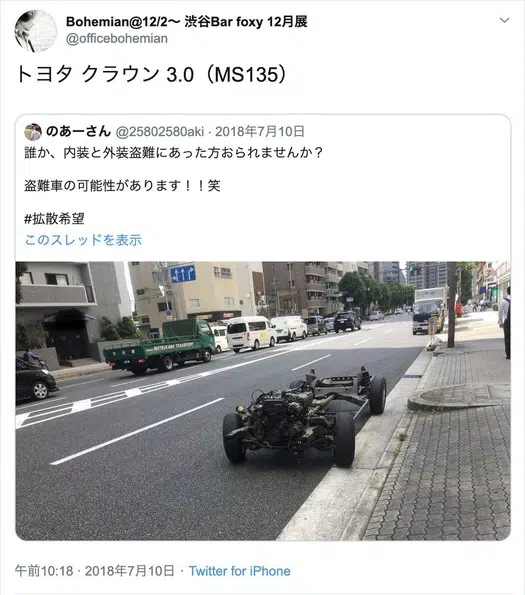 Bohemian@12/2〜 渋谷Bar foxy 12月展
@officebohemian
トヨタ クラウン 3.0（MS135）
のあーさん @25802580aki · 2018年7月10日
誰か、内装と外装盗難にあった方おられませんか？
盗難車の可能性があります！！笑
#拡散希望
このスレッドを表示
MATSUKAWA TRANSPORT
午前10:18 · 2018年7月10日 · Twitter for iPhone